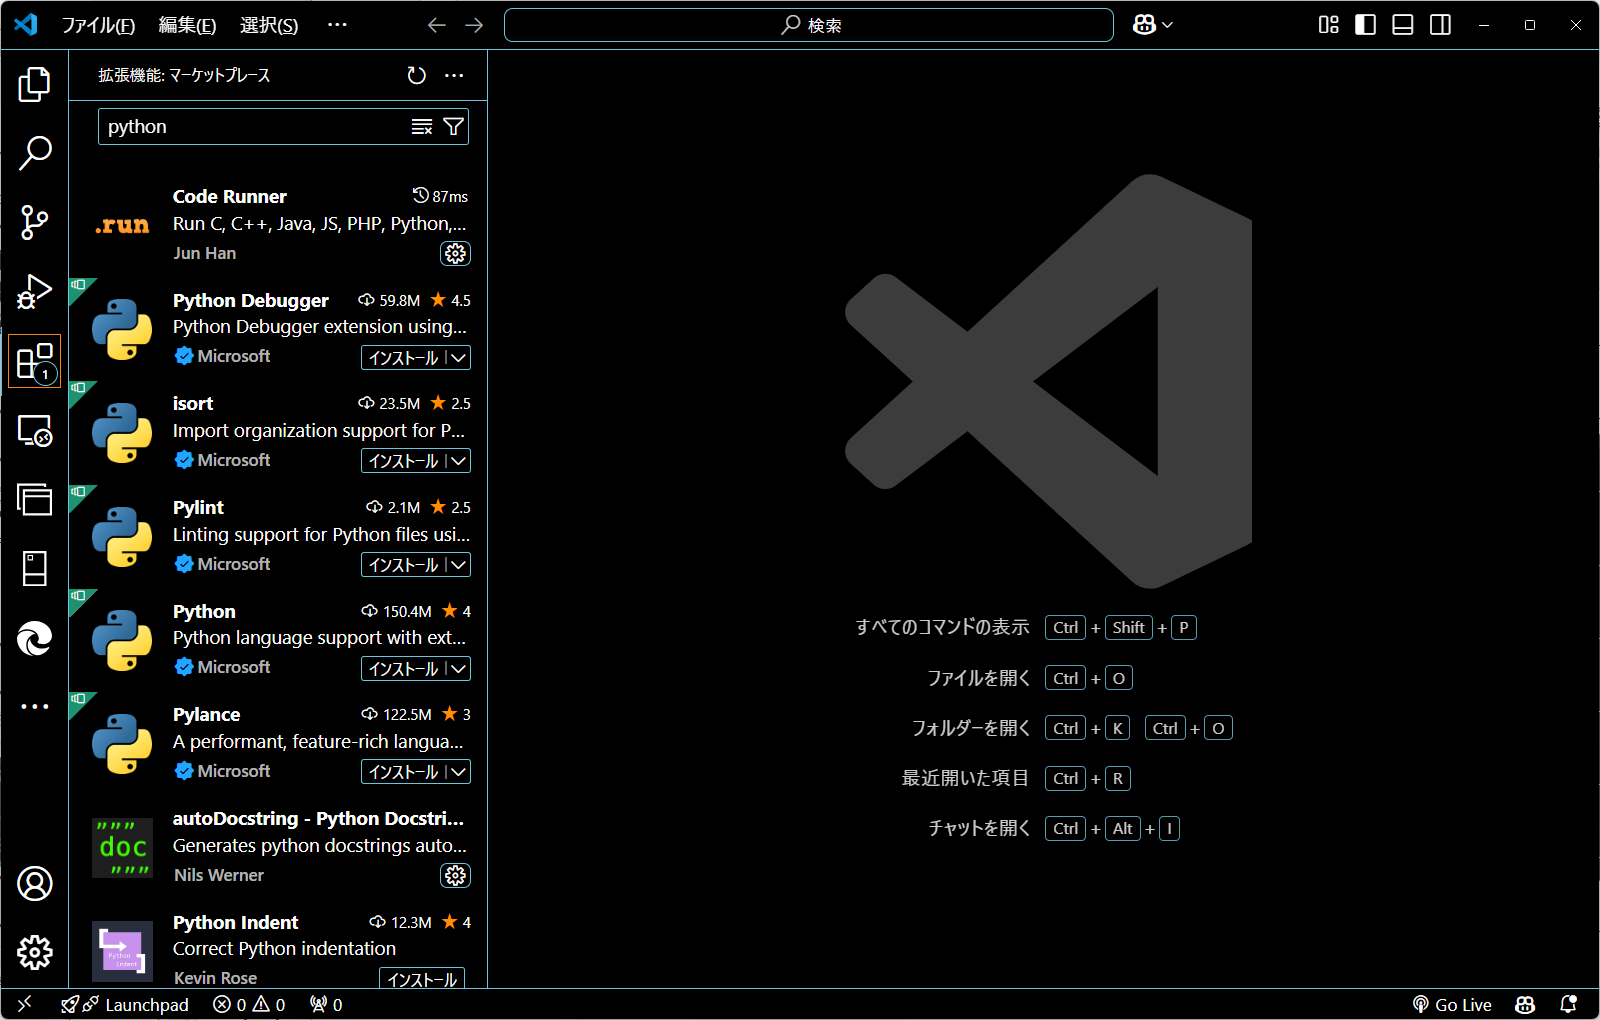 ファイル(F) 編集(E) 選択(S) ··· 検索
拡張機能: マーケットプレース
python
Code Runner 87ms
.run
Run C, C++, Java, JS, PHP, Python,...
Jun Han
Python Debugger 59.8M 4.5
Python Debugger extension using...
Microsoft インストール
1
isort 23.5M 2.5
Import organization support for P...
Microsoft インストール
Pylint 2.1M 2.5
Linting support for Python files usi...
Microsoft インストール
Python 150.4M 4
Python language support with ext...
Microsoft インストール
Pylance 122.5M 3
A performant, feature-rich langua...
Microsoft インストール
autoDocstring - Python Docstri...
"""
doc
"""
Generates python docstrings auto...
Nils Werner
Python Indent 12.3M 4
Correct Python indentation
Python
Indent
Kevin Rose インストール
すべてのコマンドの表示 Ctrl + Shift + P
ファイルを開く Ctrl + O
フォルダーを開く Ctrl + K Ctrl + O
最近開いた項目 Ctrl + R
チャットを開く Ctrl + Alt + I
Launchpad 0 0 0 Go Live